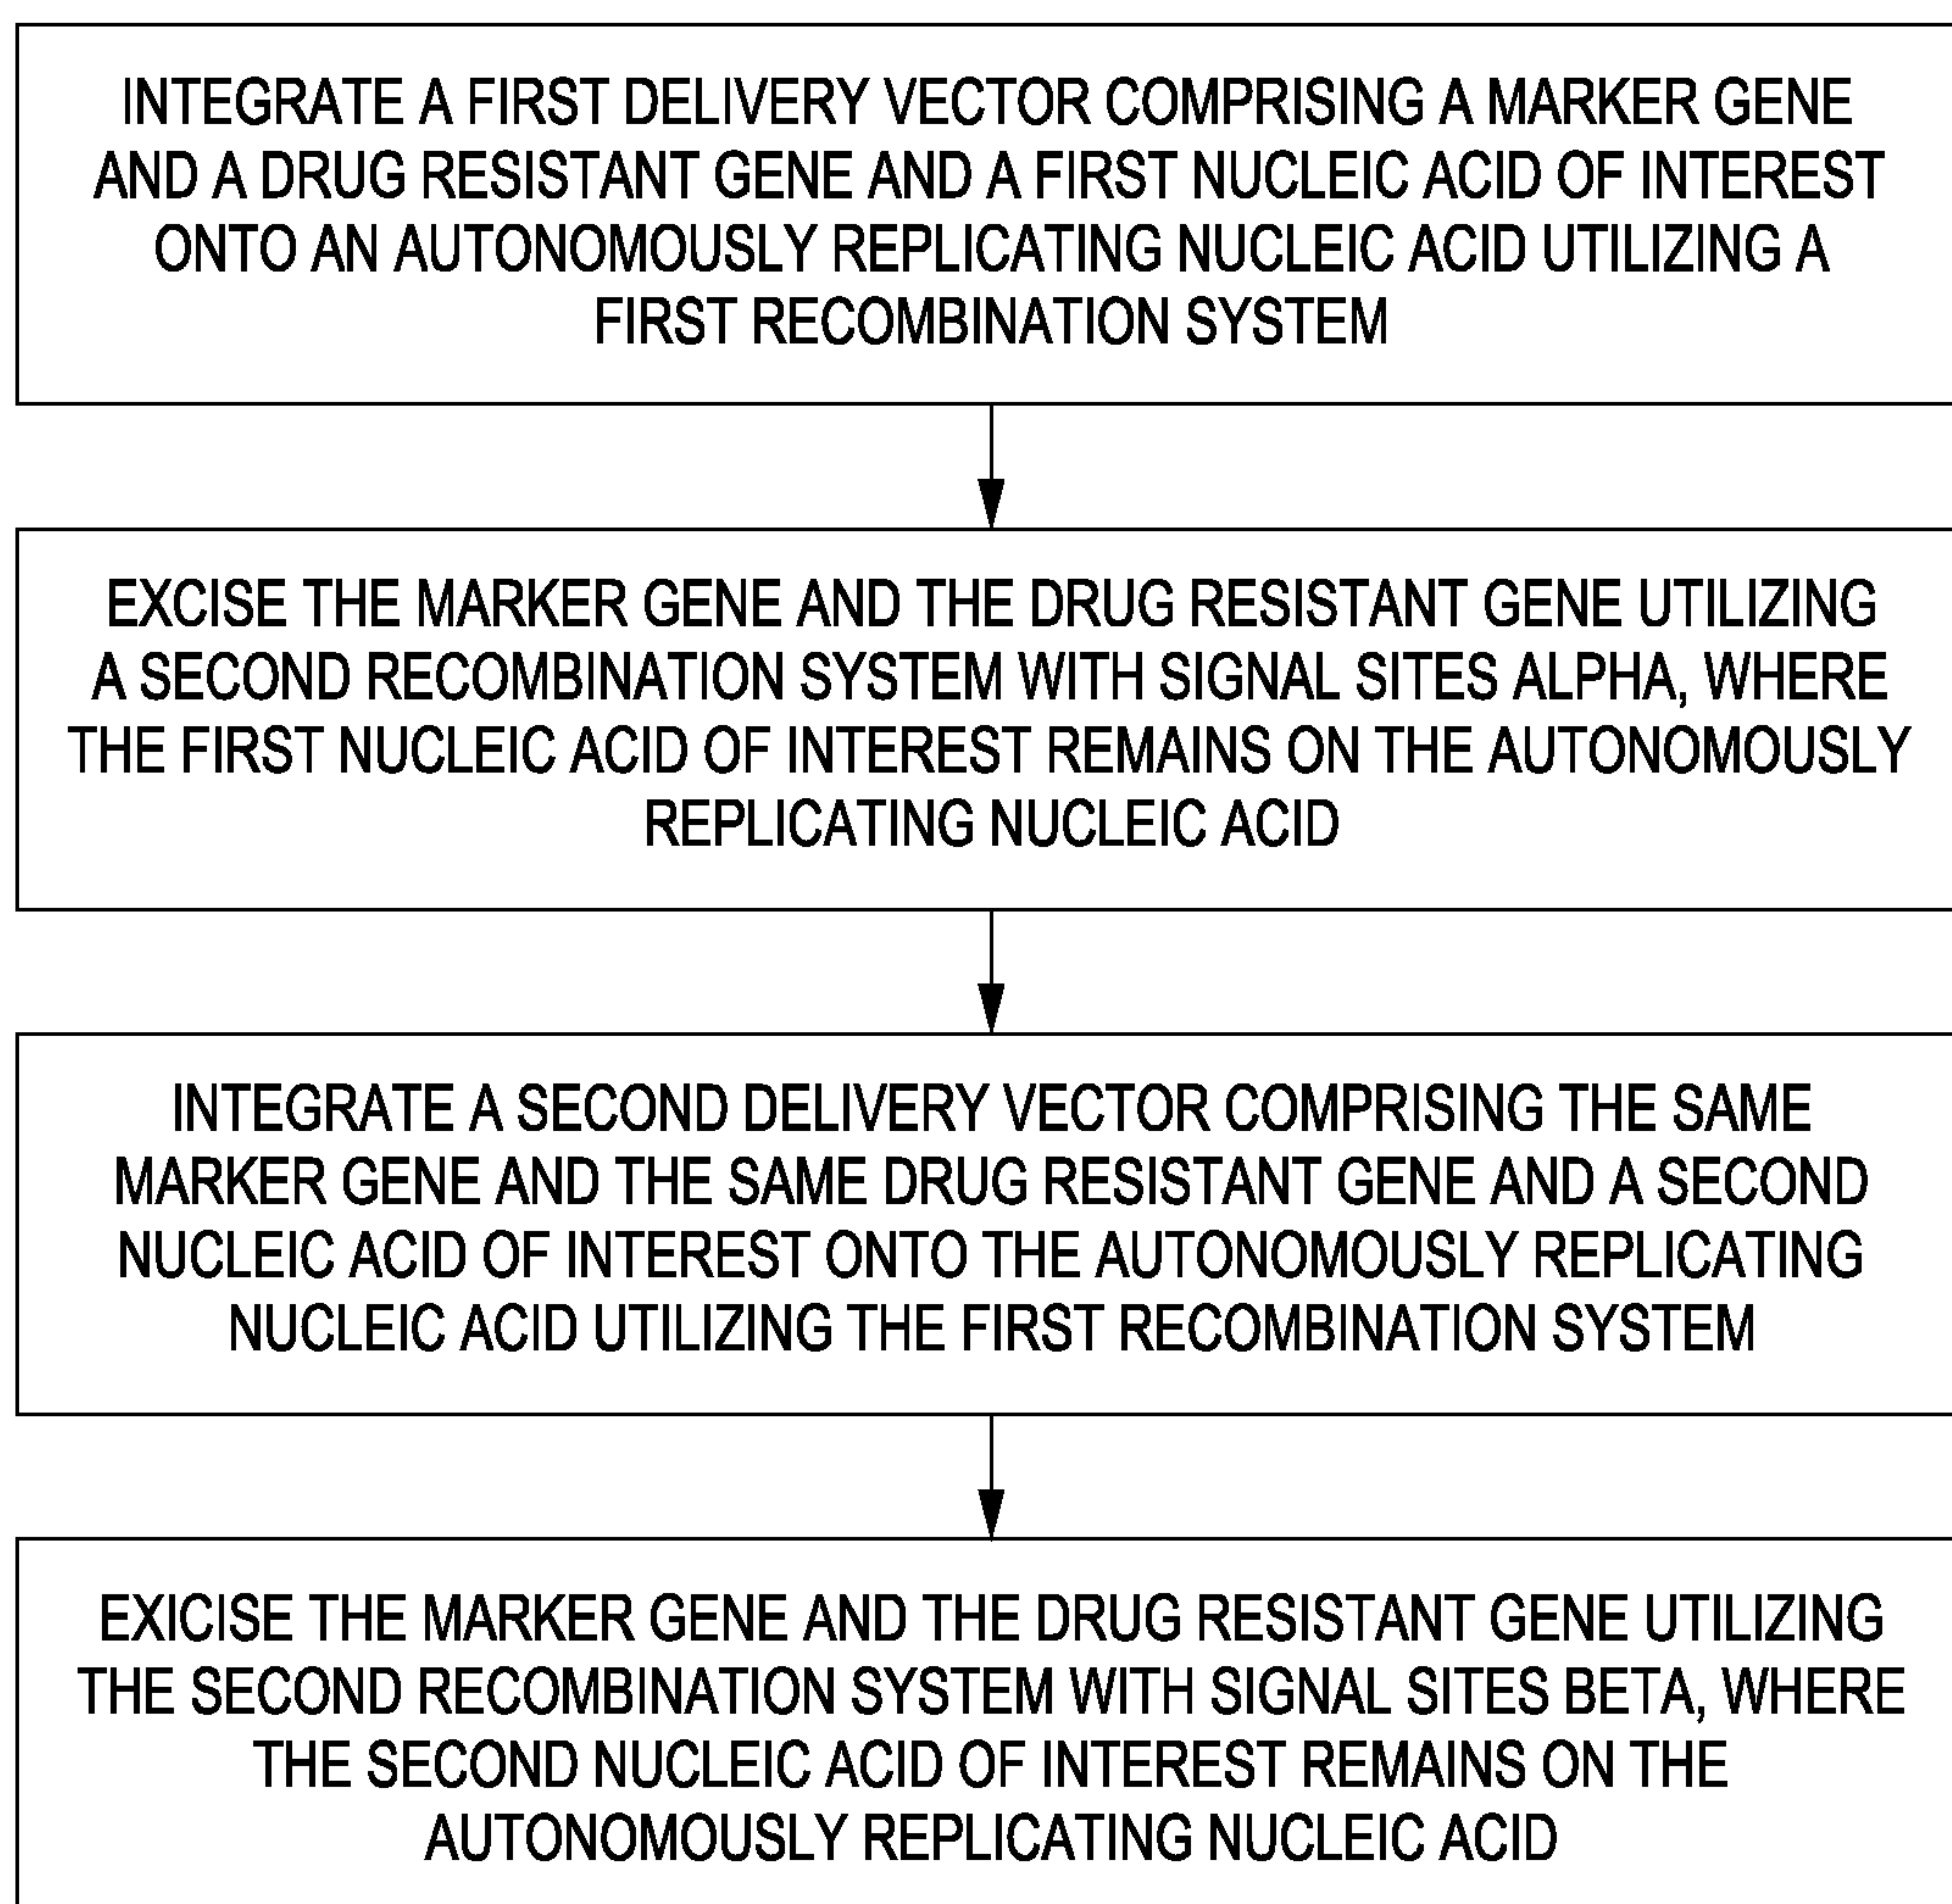 INTEGRATE A FIRST DELIVERY VECTOR COMPRISING A MARKER GENE
AND A DRUG RESISTANT GENE AND A FIRST NUCLEIC ACID OF INTEREST
ONTO AN AUTONOMOUSLY REPLICATING NUCLEIC ACID UTILIZING A
FIRST RECOMBINATION SYSTEM
EXCISE THE MARKER GENE AND THE DRUG RESISTANT GENE UTILIZING
A SECOND RECOMBINATION SYSTEM WITH SIGNAL SITES ALPHA, WHERE
THE FIRST NUCLEIC ACID OF INTEREST REMAINS ON THE AUTONOMOUSLY
REPLICATING NUCLEIC ACID
INTEGRATE A SECOND DELIVERY VECTOR COMPRISING THE SAME
MARKER GENE AND THE SAME DRUG RESISTANT GENE AND A SECOND
NUCLEIC ACID OF INTEREST ONTO THE AUTONOMOUSLY REPLICATING
NUCLEIC ACID UTILIZING THE FIRST RECOMBINATION SYSTEM
EXICISE THE MARKER GENE AND THE DRUG RESISTANT GENE UTILIZING
THE SECOND RECOMBINATION SYSTEM WITH SIGNAL SITES BETA, WHERE
THE SECOND NUCLEIC ACID OF INTEREST REMAINS ON THE
AUTONOMOUSLY REPLICATING NUCLEIC ACID